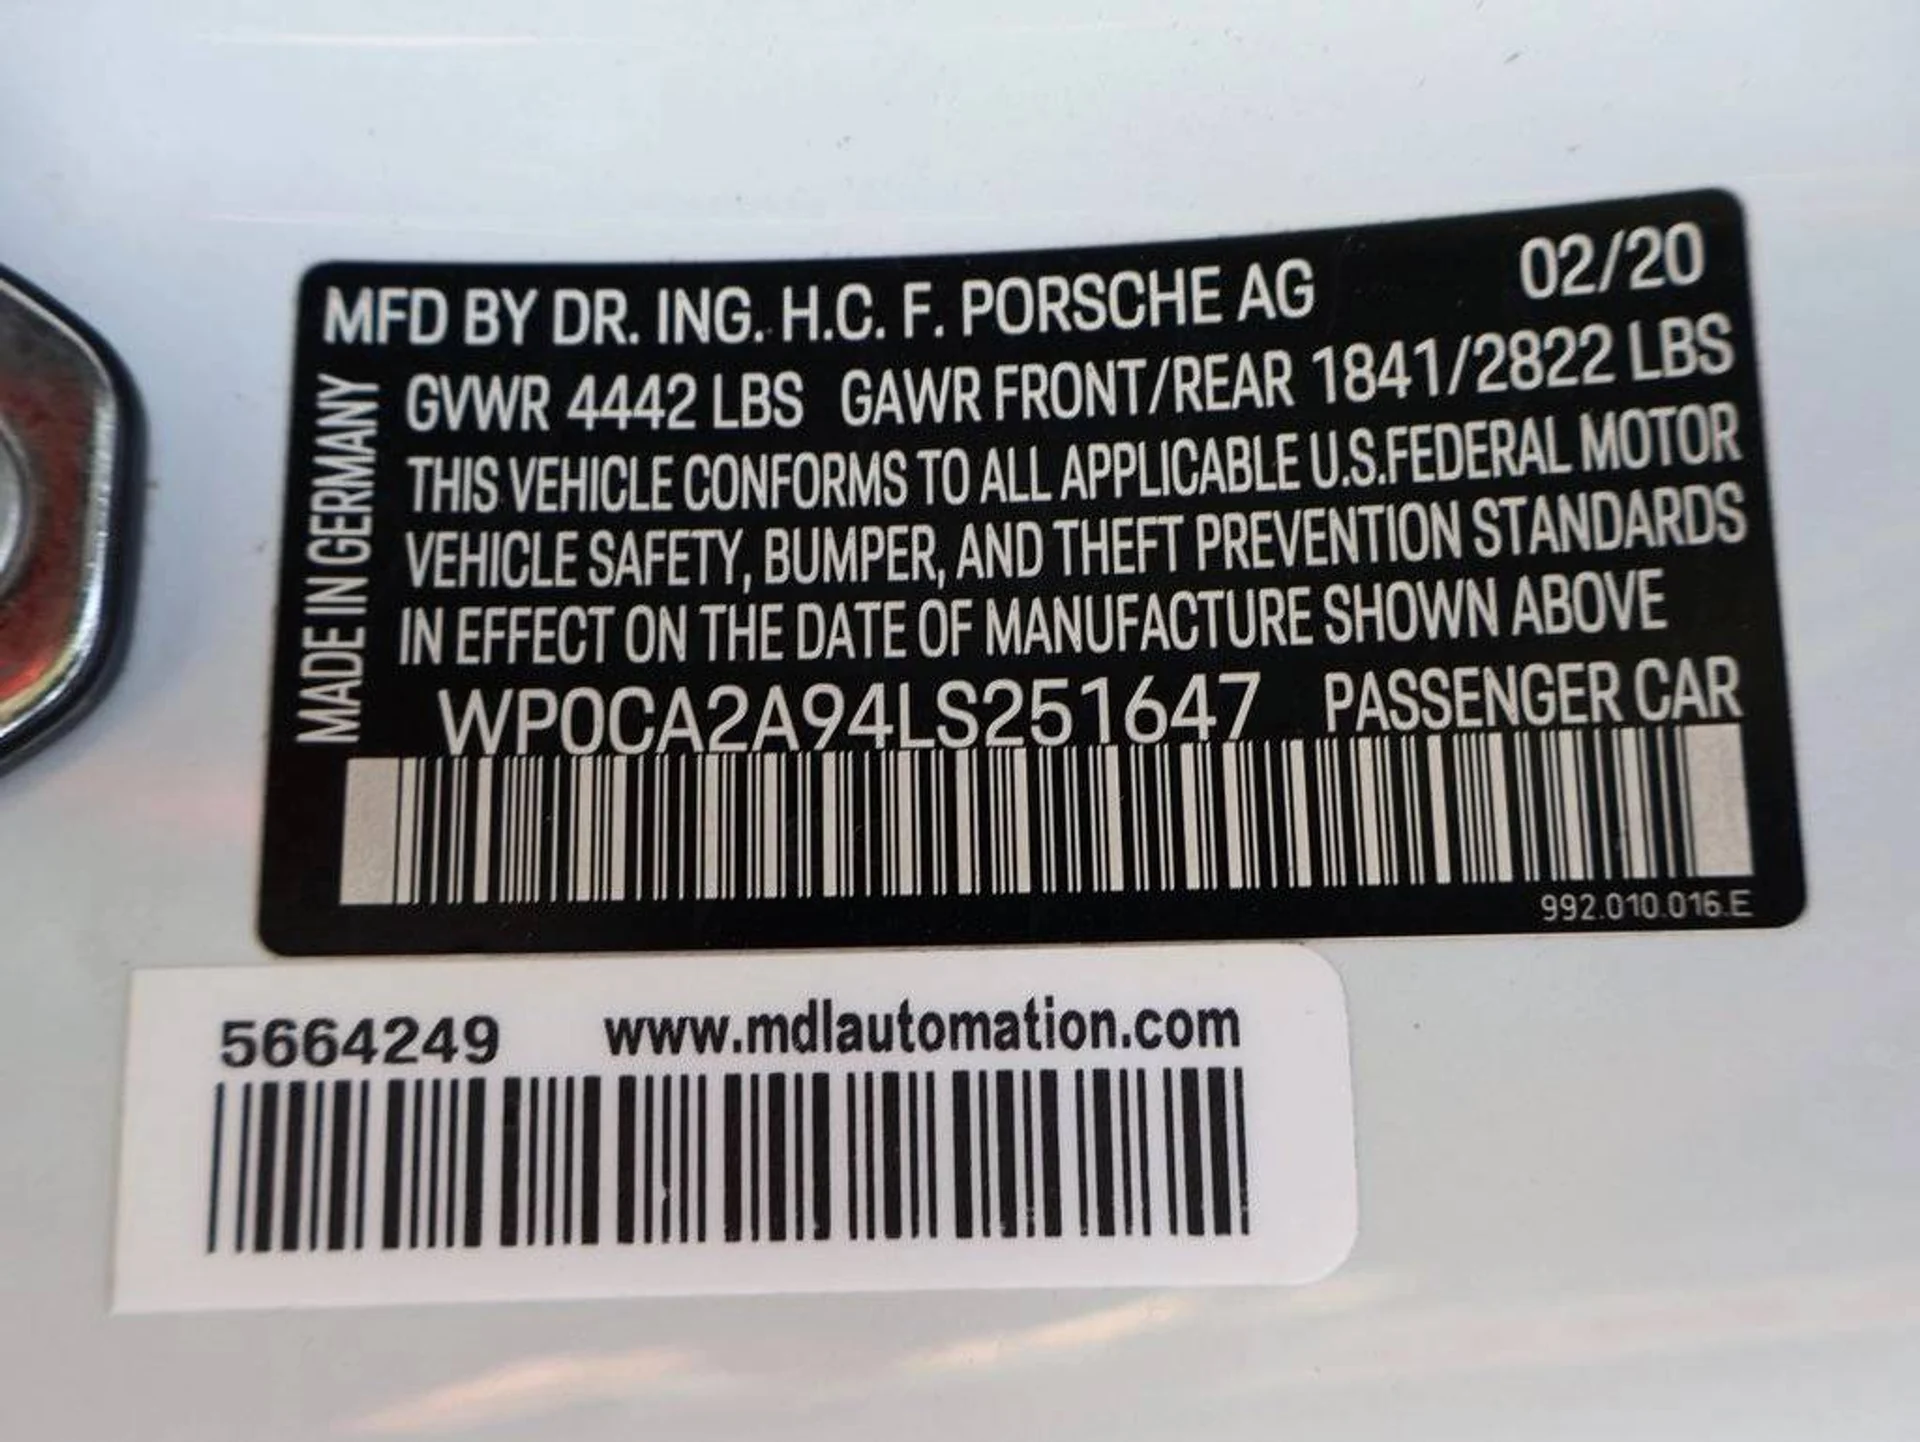 MFD BY DR. ING. H.C. F. PORSCHE AG 02/20
GVWR 4442 LBS GAWR FRONT/REAR 1841/2822 LBS
THIS VEHICLE CONFORMS TO ALL APPLICABLE U.S.FEDERAL MOTOR
VEHICLE SAFETY, BUMPER, AND THEFT PREVENTION STANDARDS
IN EFFECT ON THE DATE OF MANUFACTURE SHOWN ABOVE
MADE IN GERMANY
WP0CA2A94LS251647 PASSENGER CAR
992.010.016.E
5664249 www.mdlautomation.com